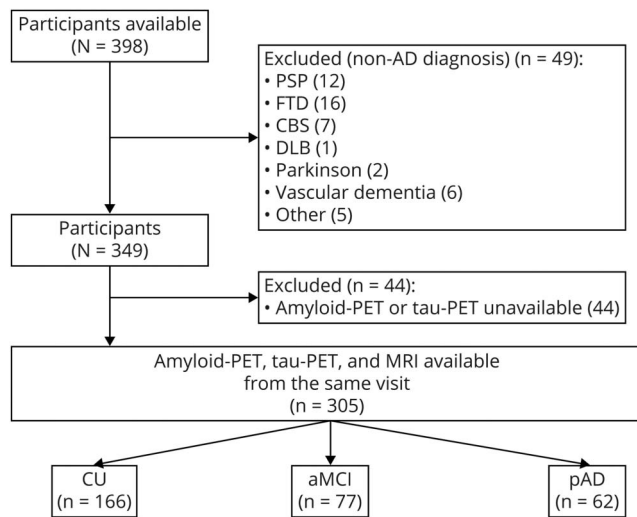 Participants available
(N = 398)
Excluded (non-AD diagnosis) (n = 49):
• PSP (12)
• FTD (16)
• CBS (7)
• DLB (1)
• Parkinson (2)
• Vascular dementia (6)
• Other (5)
Participants
(N = 349)
Excluded (n = 44):
• Amyloid-PET or tau-PET unavailable (44)
Amyloid-PET, tau-PET, and MRI available
from the same visit
(n = 305)
CU
(n = 166)
aMCI
(n = 77)
pAD
(n = 62)